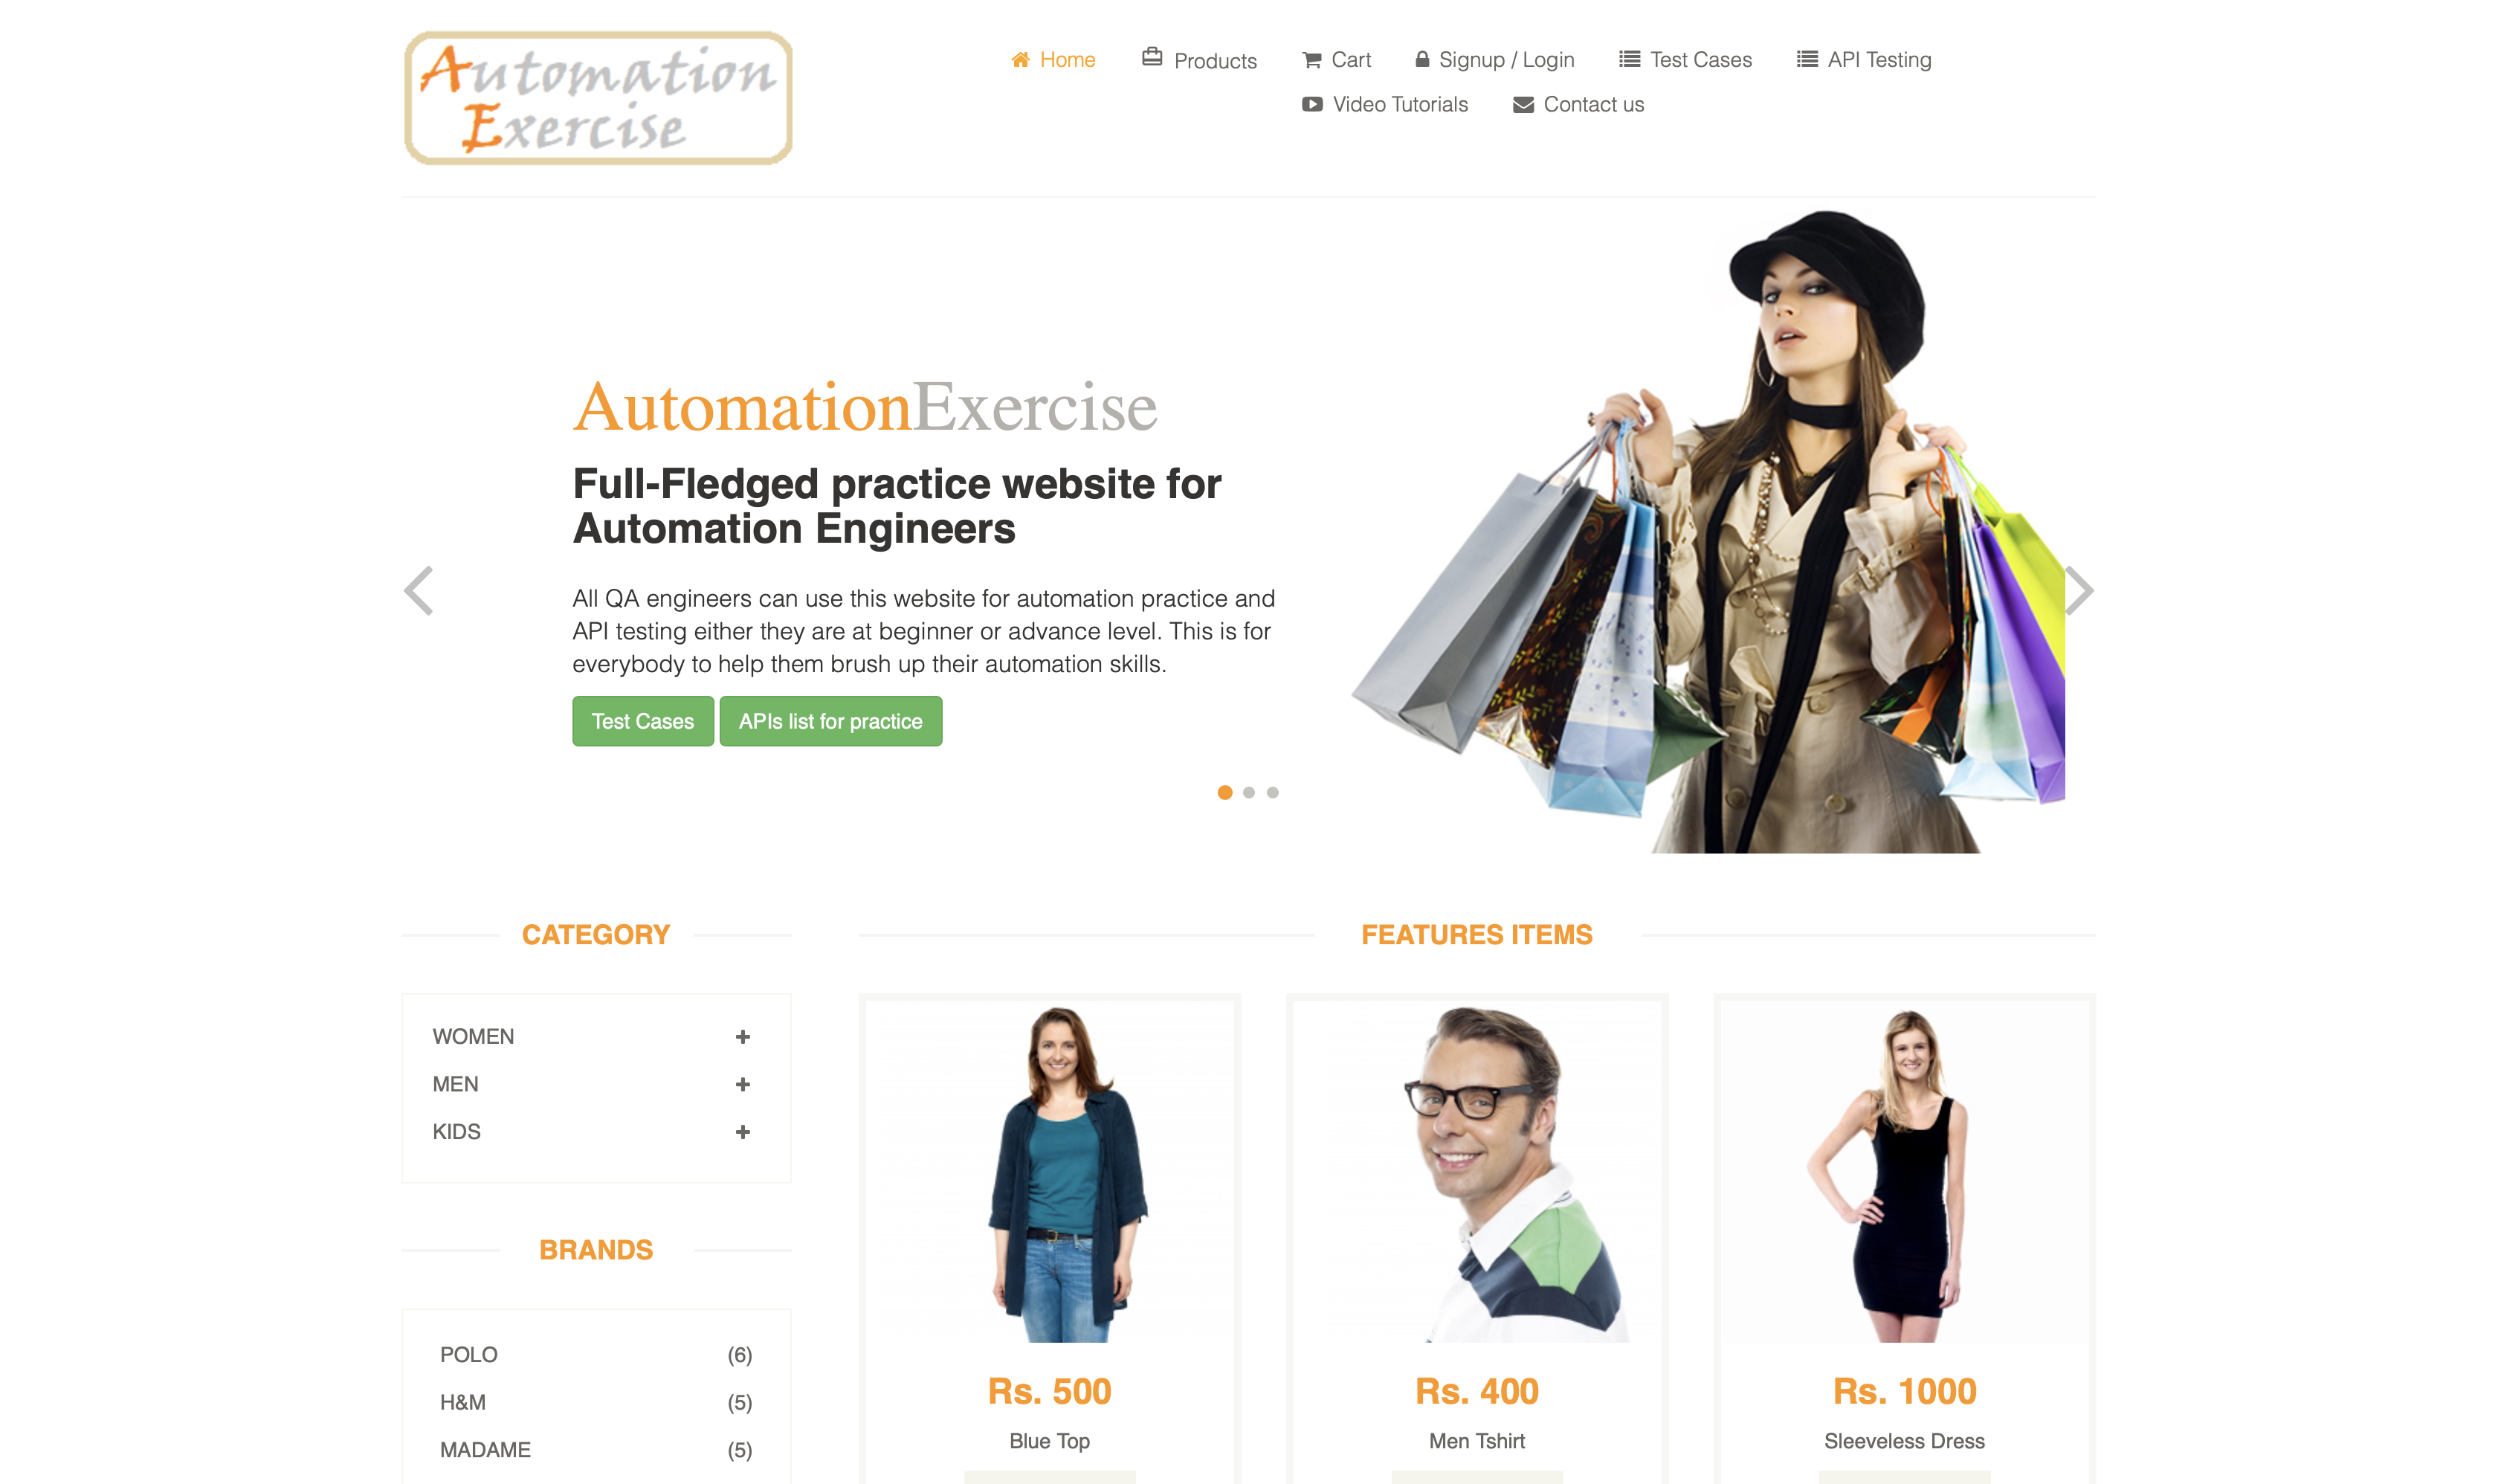 Automation
Exercise
Home
Products
Cart
Signup / Login
Test Cases
API Testing
Video Tutorials
Contact us
AutomationExercise
Full-Fledged practice website for
Automation Engineers
All QA engineers can use this website for automation practice and
API testing either they are at beginner or advance level. This is for
everybody to help them brush up their automation skills.
Test Cases
APIs list for practice
CATEGORY
WOMEN
MEN
KIDS
BRANDS
POLO (6)
H&M (5)
MADAME (5)
FEATURES ITEMS
Rs. 500
Blue Top
Rs. 400
Men Tshirt
Rs. 1000
Sleeveless Dress